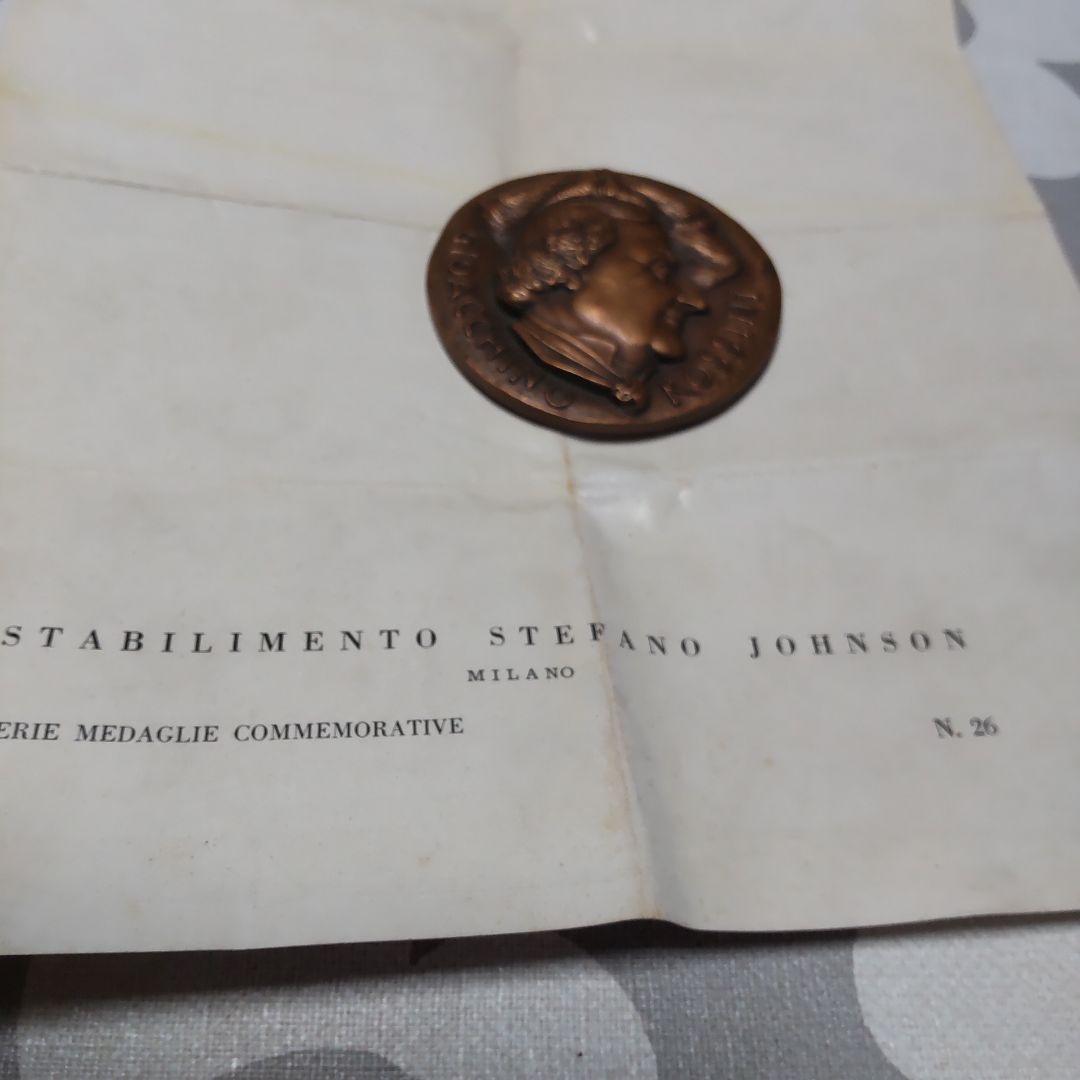 GIOACCHINO ROSSINI
STABILIMENTO STEFANO JOHNSON
MILANO
ERIE MEDAGLIE COMMEMORATIVE N. 26